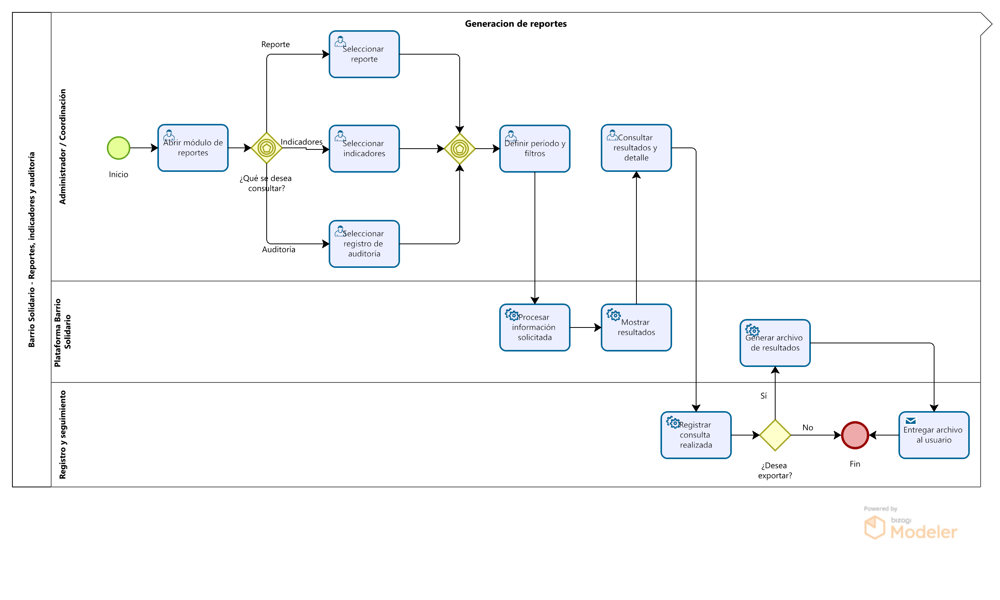 Generacion de reportes
Barrio Solidario - Reportes, indicadores y auditoría
Administrador / Coordinación
Inicio
Abrir módulo de
reportes
¿Qué se desea
consultar?
Reporte
Indicadores
Auditoría
Seleccionar
reporte
Seleccionar
indicadores
Seleccionar
registro de
auditoría
Definir período y
filtros
Consultar
resultados y
detalle
Plataforma Barrio
Solidario
Procesar
información
solicitada
Mostrar
resultados
Generar archivo
de resultados
Registro y seguimiento
Registrar
consulta
realizada
Sí
No
¿Desea
exportar?
Fin
Entregar archivo
al usuario
Powered by
bizagi
Modeler